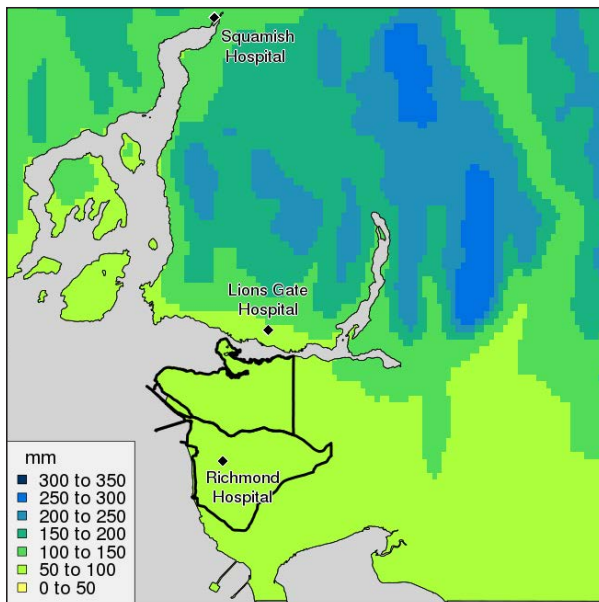 Squamish
Hospital
Lions Gate
Hospital
Richmond
Hospital
mm
300 to 350
250 to 300
200 to 250
150 to 200
100 to 150
50 to 100
0 to 50